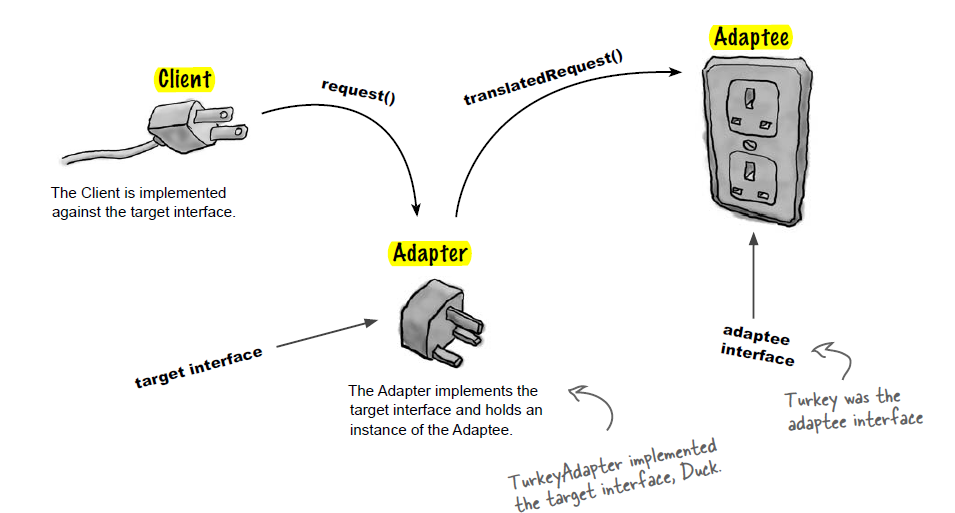 Client
request()
translatedRequest()
Adaptee
The Client is implemented
against the target interface.
Adapter
target interface
The Adapter implements the
target interface and holds an
instance of the Adaptee.
adaptee
interface
Turkey was the
adaptee interface
TurkeyAdapter implemented
the target interface, Duck.